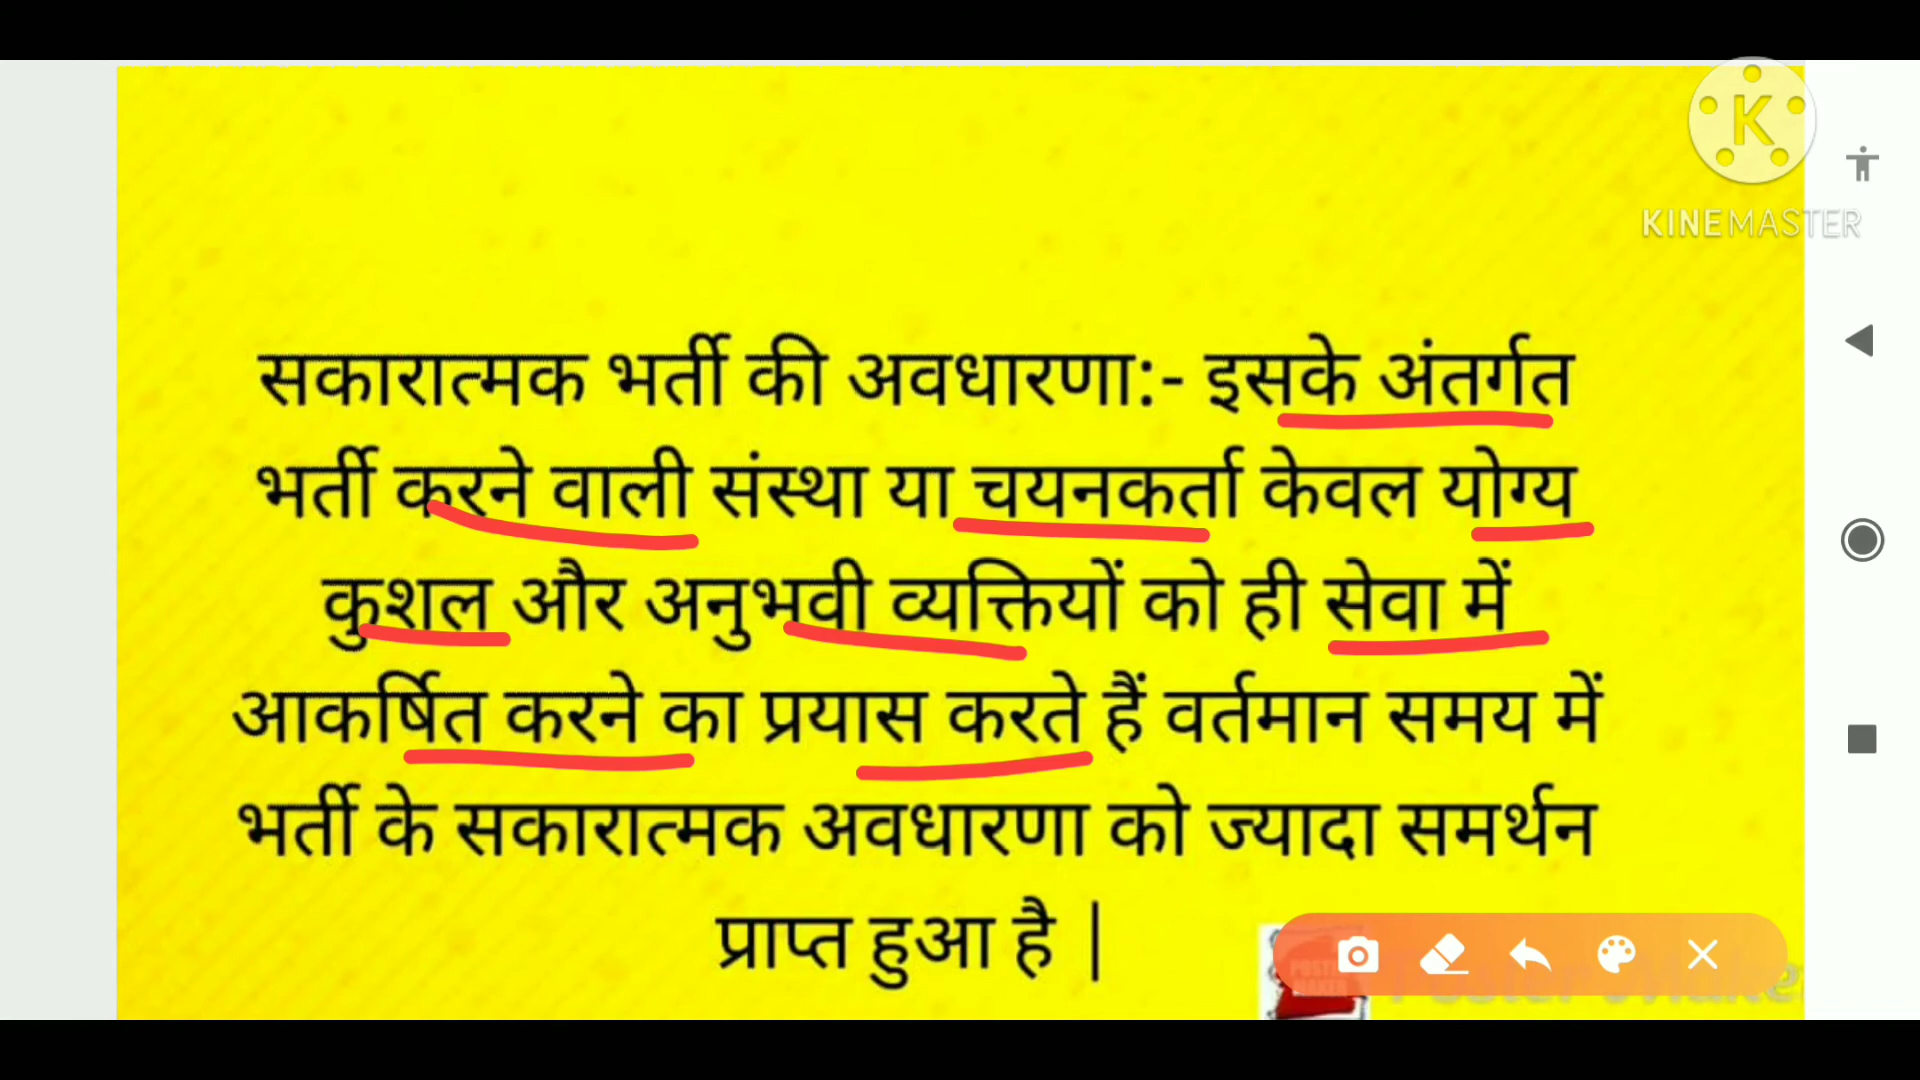 KINEMASTER
सकारात्मक भर्ती की अवधारणा:- इसके अंतर्गत
भर्ती करने वाली संस्था या चयनकर्ता केवल योग्य
कुशल और अनुभवी व्यक्तियों को ही सेवा में
आकर्षित करने का प्रयास करते हैं वर्तमान समय में
भर्ती के सकारात्मक अवधारणा को ज्यादा समर्थन
प्राप्त हुआ है |